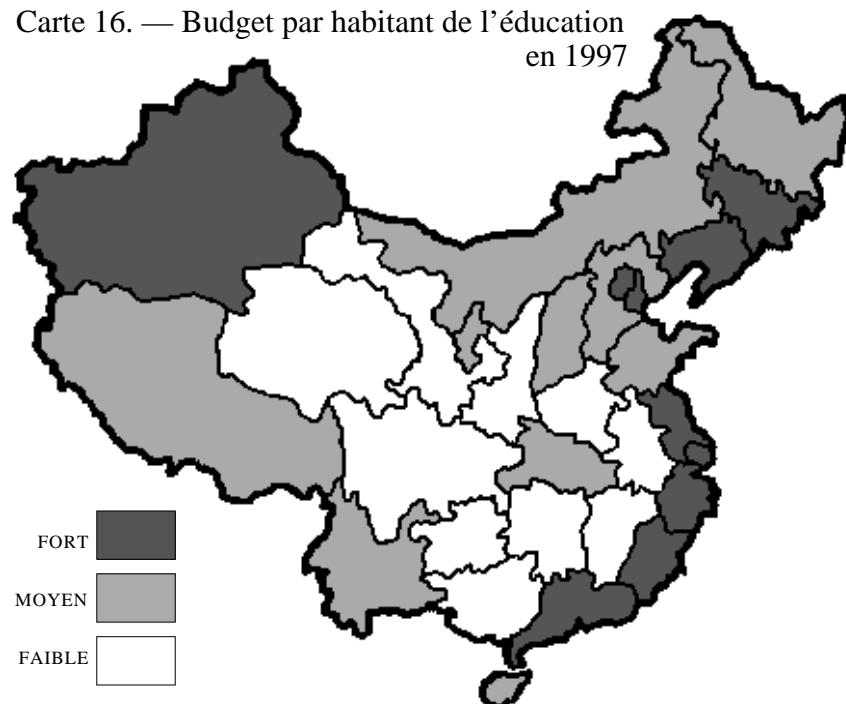 Carte 16. — Budget par habitant de l’éducation
en 1997
FORT
MOYEN
FAIBLE